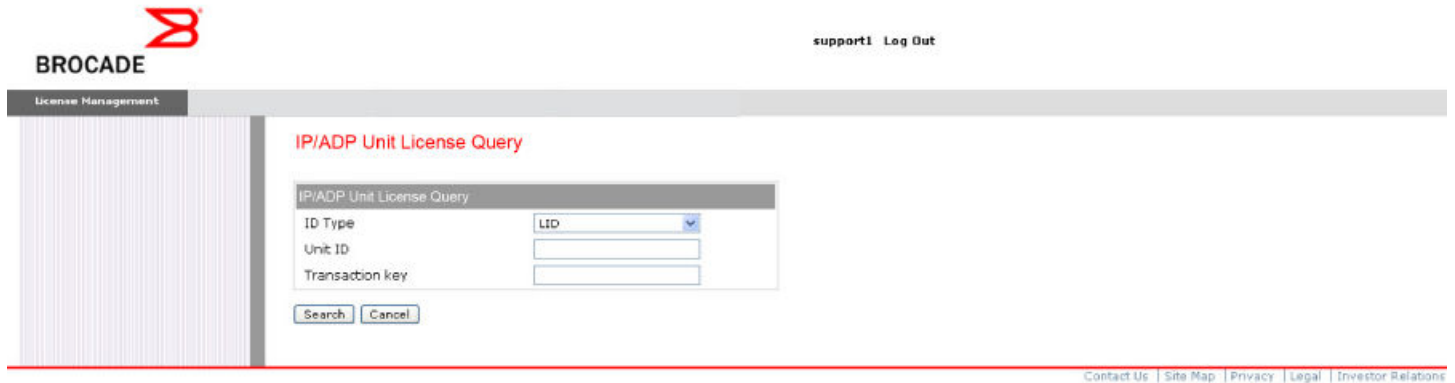 BROCADE
support1 Log Out
License Management
IP/ADP Unit License Query
IP/ADP Unit License Query
ID Type
LID
Unit ID
Transaction key
Search Cancel
Contact Us | Site Map | Privacy | Legal | Investor Relations